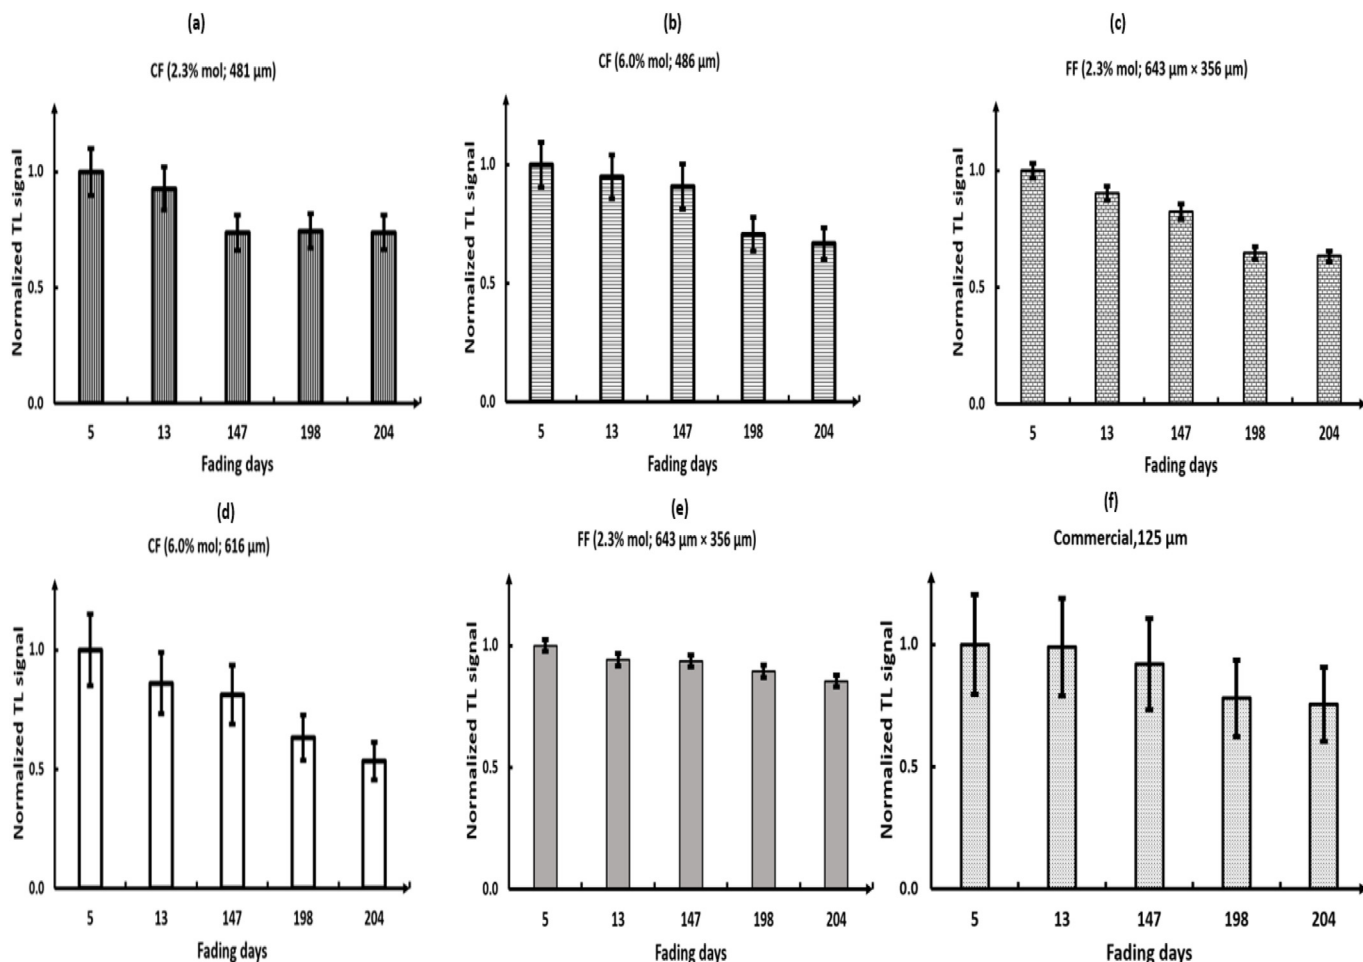 (a)
CF (2.3% mol; 481 μm)
Normalized TL signal
1.0
0.5
0.0
5 13 147 198 204
Fading days
(b)
CF (6.0% mol; 486 μm)
Normalized TL signal
1.0
0.5
0.0
5 13 147 198 204
Fading days
(c)
FF (2.3% mol; 643 μm × 356 μm)
Normalized TL signal
1.0
0.5
0.0
5 13 147 198 204
Fading days
(d)
CF (6.0% mol; 616 μm)
Normalized TL signal
1.0
0.5
0.0
5 13 147 198 204
Fading days
(e)
FF (2.3% mol; 643 μm × 356 μm)
Normalized TL signal
1.0
0.5
0.0
5 13 147 198 204
Fading days
(f)
Commercial,125 μm
Normalized TL signal
1.0
0.5
0.0
5 13 147 198 204
Fading days